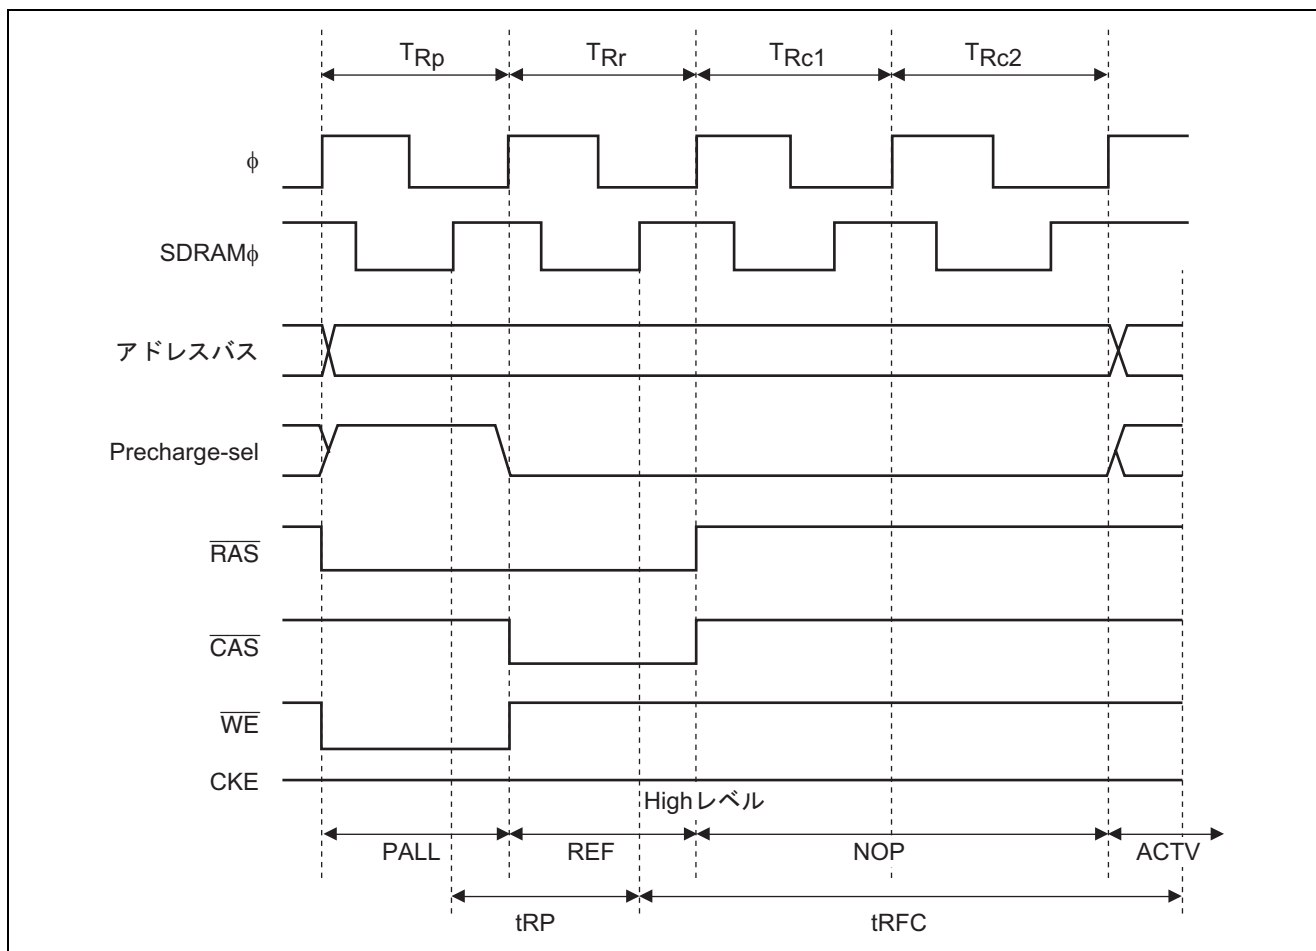 TRp TRr TRc1 TRc2
φ
SDRAMφ
アドレスバス
Precharge-sel
RAS
CAS
WE
CKE
Highレベル
PALL REF NOP ACTV
tRP tRFC